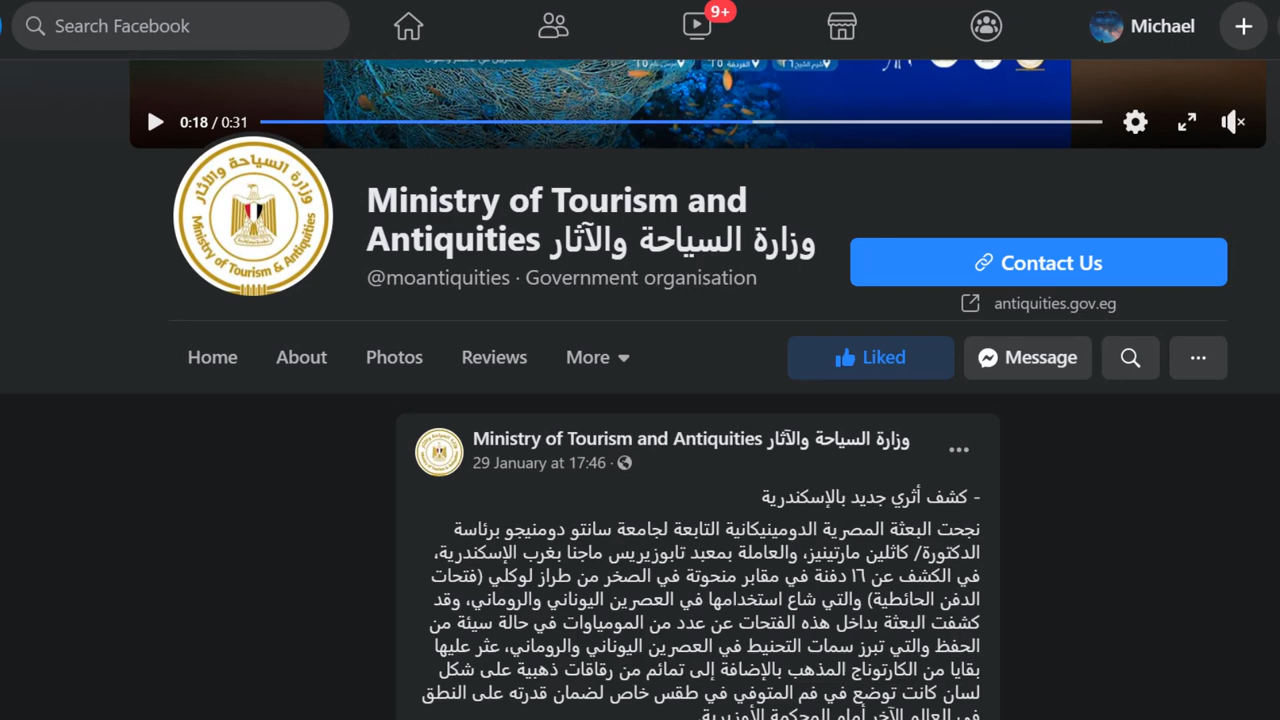 Search Facebook
9+
Michael
0:18 / 0:31
وزارة السياحة والآثار
Ministry of Tourism & Antiquities
Ministry of Tourism and
Antiquities وزارة السياحة والآثار
@moantiquities · Government organisation
Contact Us
antiquities.gov.eg
Home About Photos Reviews More
Liked Message
Ministry of Tourism and Antiquities وزارة السياحة والآثار
29 January at 17:46 ·
- كشف أثري جديد بالإسكندرية
نجحت البعثة المصرية الدومينيكانية التابعة لجامعة سانتو دومنيجو برئاسة
الدكتورة/ كاثلين مارتينيز، والعاملة بمعبد تابوزيريس ماجنا بغرب الإسكندرية،
في الكشف عن ١٦ دفنة في مقابر منحوتة في الصخر من طراز لوكلي (فتحات
الدفن الحائطية) والتي شاع استخدامها في العصرين اليوناني والروماني، وقد
كشفت البعثة بداخل هذه الفتحات عن عدد من المومياوات في حالة سيئة من
الحفظ والتي تبرز سمات التحنيط في العصرين اليوناني والروماني، عثر عليها
بقايا من الكارتوناج المذهب بالإضافة إلى تمائم من رقاقات ذهبية على شكل
لسان كانت توضع في فم المتوفي في طقس خاص لضمان قدرته على النطق
في العالم الآخر أمام المحكمة الأوزيرية.